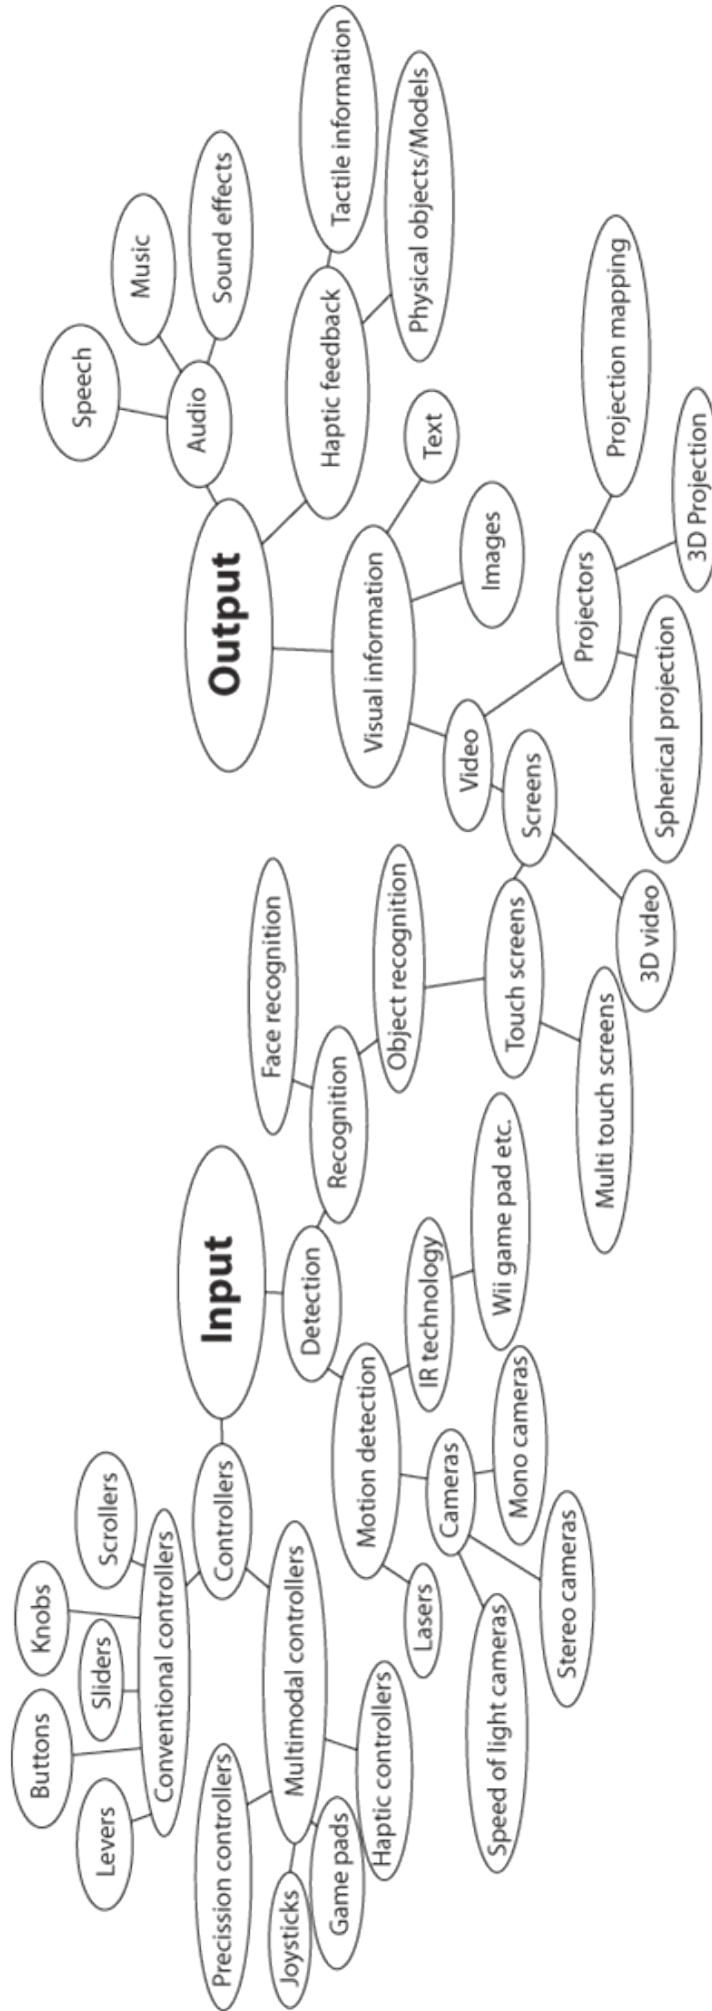 Input
Controllers
Conventional controllers
Levers
Buttons
Sliders
Knobs
Scrollers
Multimodal controllers
Precission controllers
Joysticks
Game pads
Haptic controllers
Detection
Motion detection
Lasers
Cameras
Speed of light cameras
Stereo cameras
Mono cameras
IR technology
Wii game pad etc.
Recognition
Face recognition
Object recognition
Touch screens
Multi touch screens
Output
Audio
Speech
Music
Sound effects
Haptic feedback
Tactile information
Physical objects/Models
Visual information
Text
Images
Video
Screens
3D video
Projectors
Spherical projection
3D Projection
Projection mapping